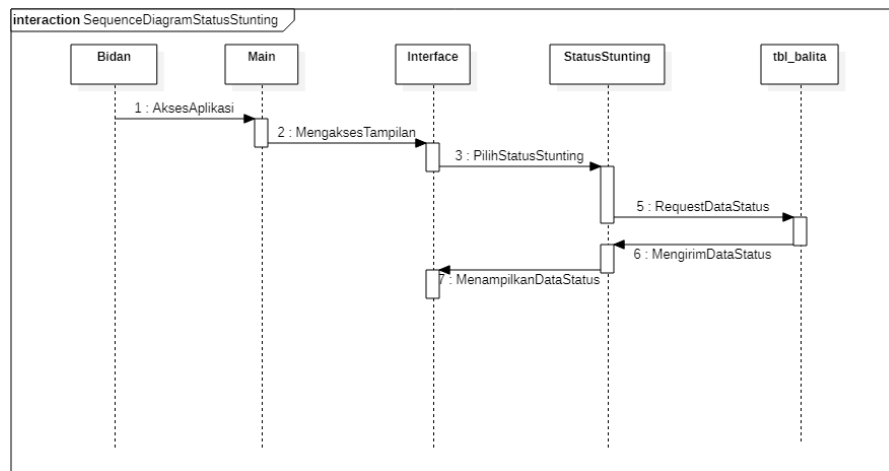 interaction SequenceDiagramStatusStunting
Bidan
Main
Interface
StatusStunting
tbl_balita
1 : AksesAplikasi
2 : MengaksesTampilan
3 : PilihStatusStunting
5 : RequestDataStatus
6 : MengirimDataStatus
7 : MenampilkanDataStatus